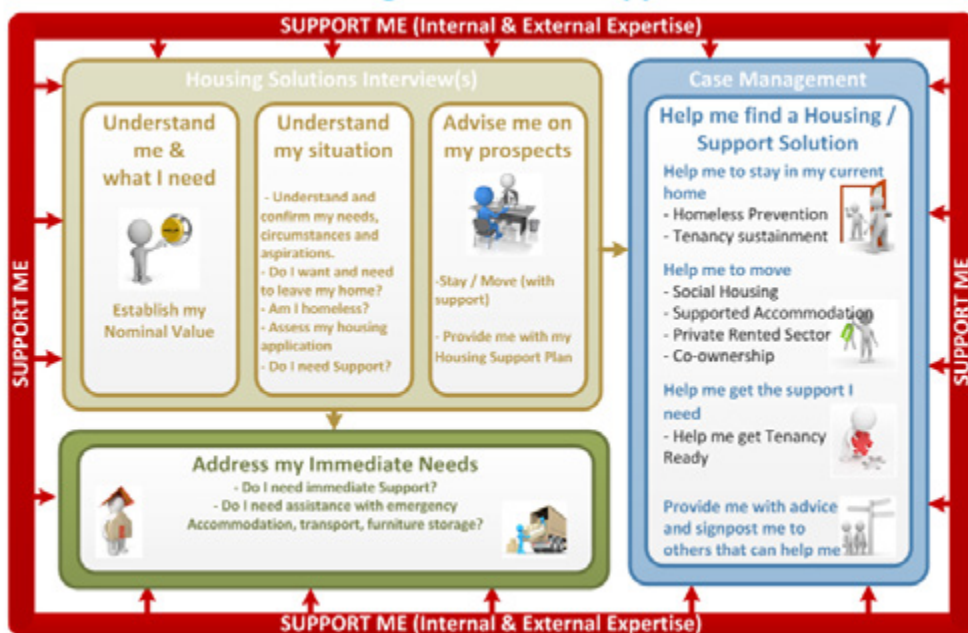 SUPPORT ME (Internal & External Expertise)
SUPPORT ME
Housing Solutions Interview(s)
Understand
me &
what I need
Establish my
Nominal Value
Understand
my situation
- Understand and
confirm my needs,
circumstances and
aspirations.
- Do I want and need
to leave my home?
- Am I homeless?
- Assess my housing
application
- Do I need Support?
Advise me on
my prospects
-Stay / Move (with
support)
- Provide me with my
Housing Support Plan
Address my Immediate Needs
- Do I need immediate Support?
- Do I need assistance with emergency
Accommodation, transport, furniture storage?
Case Management
Help me find a Housing /
Support Solution
Help me to stay in my current
home
- Homeless Prevention
- Tenancy sustainment
Help me to move
- Social Housing
- Supported Accommodation
- Private Rented Sector
- Co-ownership
Help me get the support I
need
- Help me get Tenancy
Ready
Provide me with advice
and signpost me to
others that can help me
SUPPORT ME
SUPPORT ME (Internal & External Expertise)